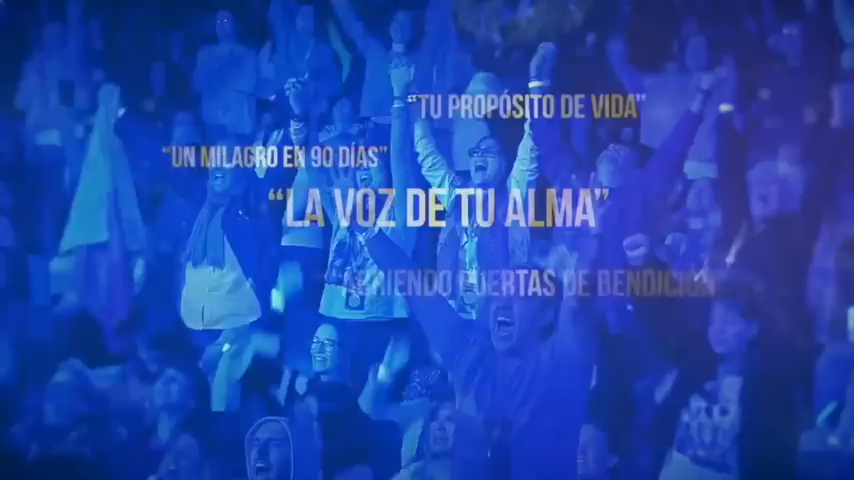 "TU PROPÓSITO DE VIDA"
"UN MILAGRO EN 90 DÍAS"
"LA VOZ DE TU ALMA"
PUERTAS DE BENDICIÓN